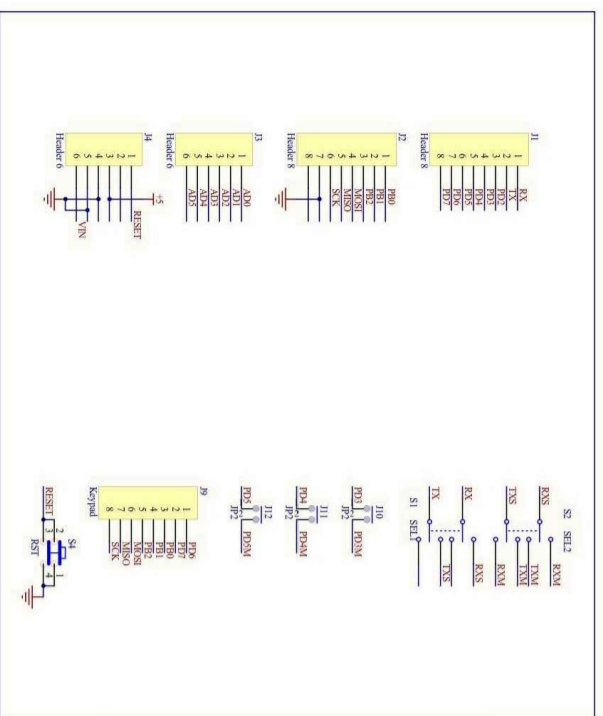 J1
1 RX
2 TX
3 PD2
4 PD3
5 PD4
6 PD5
7 PD6
8 PD7
Header 8
J2
1 PB0
2 PB1
3 PB2
4 MOSI
5 MISO
6 SCK
7
8
Header 8
J3
1 AD0
2 AD1
3 AD2
4 AD3
5 AD4
6 AD5
Header 6
J4
1 RESET
2
3 +5
4
5
6 VIN
Header 6
S2 SEL2
RXS
TXS
RXM
TXM
TXM
RXM
RX
TX
RXS
TXS
S1 SEL1
J10
PD3 PD3M
JP2
J11
PD4 PD4M
JP2
J12
PD5 PD5M
JP2
J9
1 PD6
2 PD7
3 PB0
4 PB1
5 PB2
6 MOSI
7 MISO
8 SCK
Keypad
S4
RESET
2 1
3 4
RST